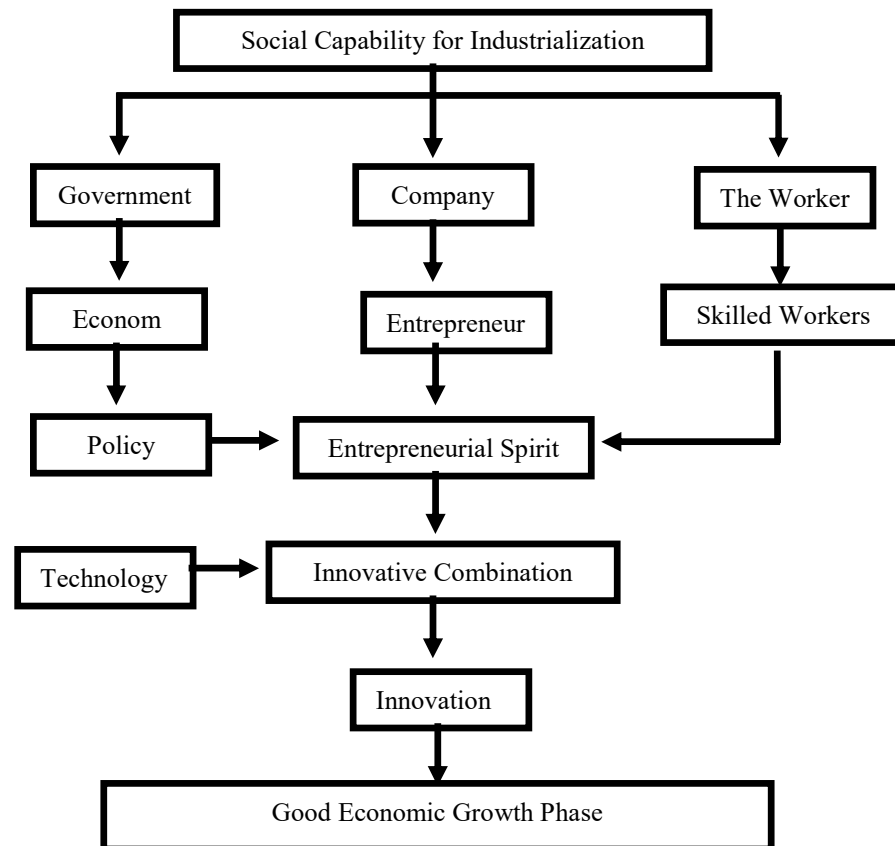 Social Capability for Industrialization
Government
Company
The Worker
Econom
Entrepreneur
Skilled Workers
Policy
Entrepreneurial Spirit
Technology
Innovative Combination
Innovation
Good Economic Growth Phase